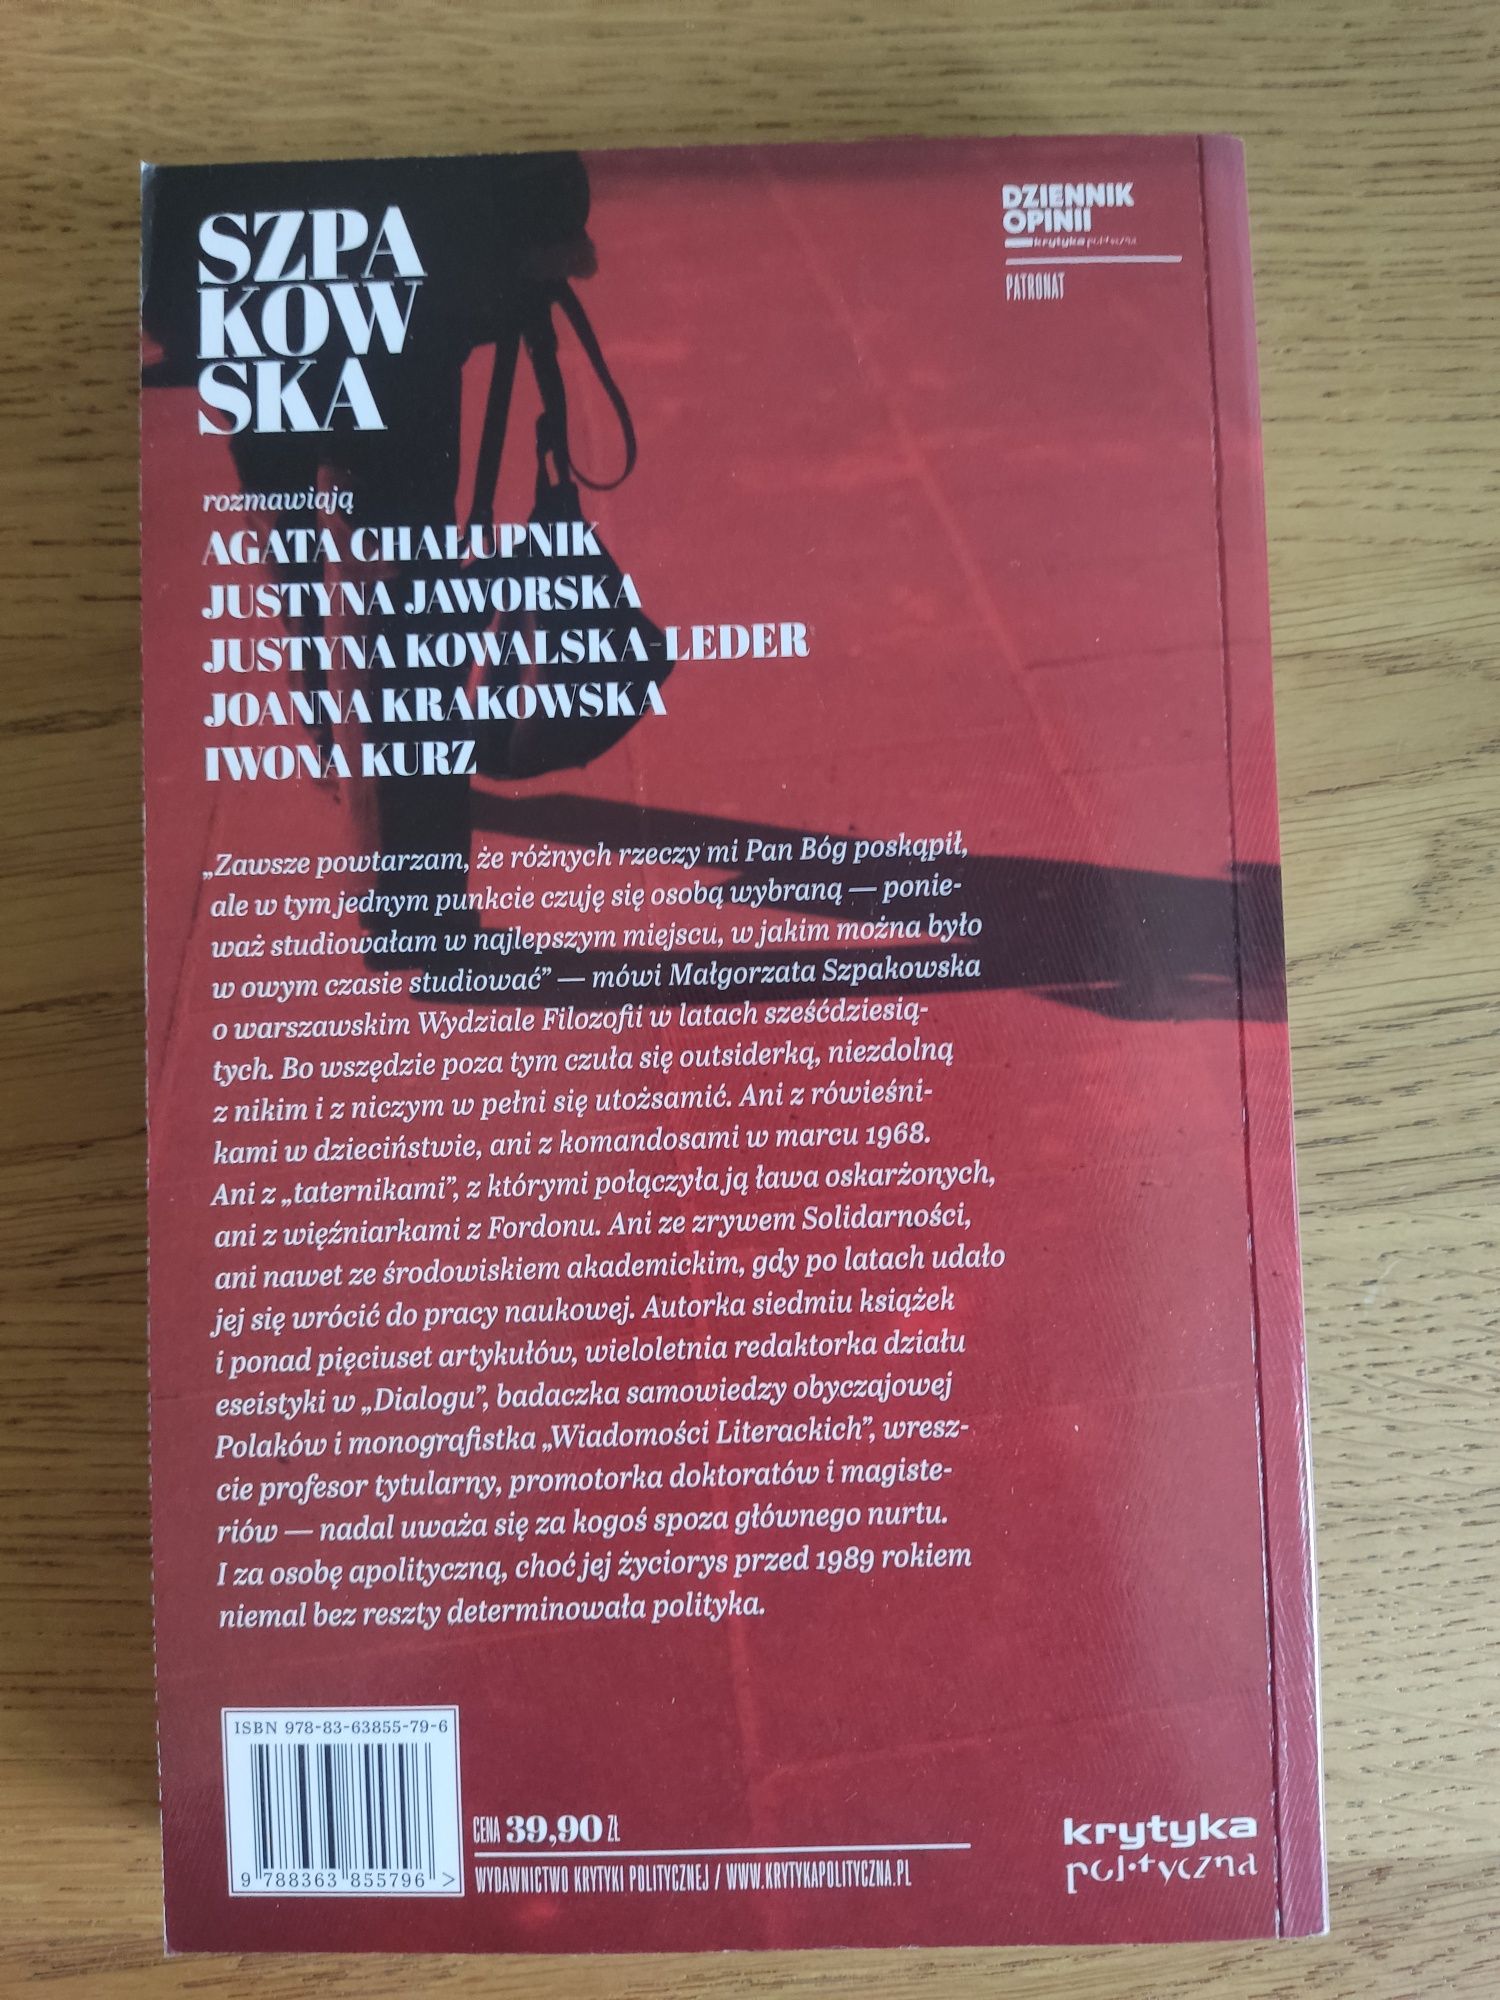 SZPA
KOW
SKA
DZIENNIK
OPINII
krytyka polityczna
PATRONAT
rozmawiają
AGATA CHAŁUPNIK
JUSTYNA JAWORSKA
JUSTYNA KOWALSKA-LEDER
JOANNA KRAKOWSKA
IWONA KURZ
„Zawsze powtarzam, że różnych rzeczy mi Pan Bóg poskąpił,
ale w tym jednym punkcie czuję się osobą wybraną — ponie-
waż studiowałam w najlepszym miejscu, w jakim można było
w owym czasie studiować” — mówi Małgorzata Szpakowska
o warszawskim Wydziale Filozofii w latach sześćdziesią-
tych. Bo wszędzie poza tym czuła się outsiderką, niezdolną
z nikim i z niczym w pełni się utożsamić. Ani z rówieśni-
kami w dzieciństwie, ani z komandosami w marcu 1968.
Ani z „taternikami”, z którymi połączyła ją ława oskarżonych,
ani z więźniarkami z Fordonu. Ani ze zrywem Solidarności,
ani nawet ze środowiskiem akademickim, gdy po latach udało
jej się wrócić do pracy naukowej. Autorka siedmiu książek
i ponad pięciuset artykułów, wieloletnia redaktorka działu
eseistyki w „Dialogu”, badaczka samowiedzy obyczajowej
Polaków i monografistka „Wiadomości Literackich”, wresz-
cie profesor tytularny, promotorka doktoratów i magiste-
riów — nadal uważa się za kogoś spoza głównego nurtu.
I za osobę apolityczną, choć jej życiorys przed 1989 rokiem
niemal bez reszty determinowała polityka.
ISBN 978-83-63855-79-6
9 788363 855796 >
CENA 39,90 ZŁ
WYDAWNICTWO KRYTYKI POLITYCZNEJ / WWW.KRYTYKAPOLITYCZNA.PL
krytyka
polityczna